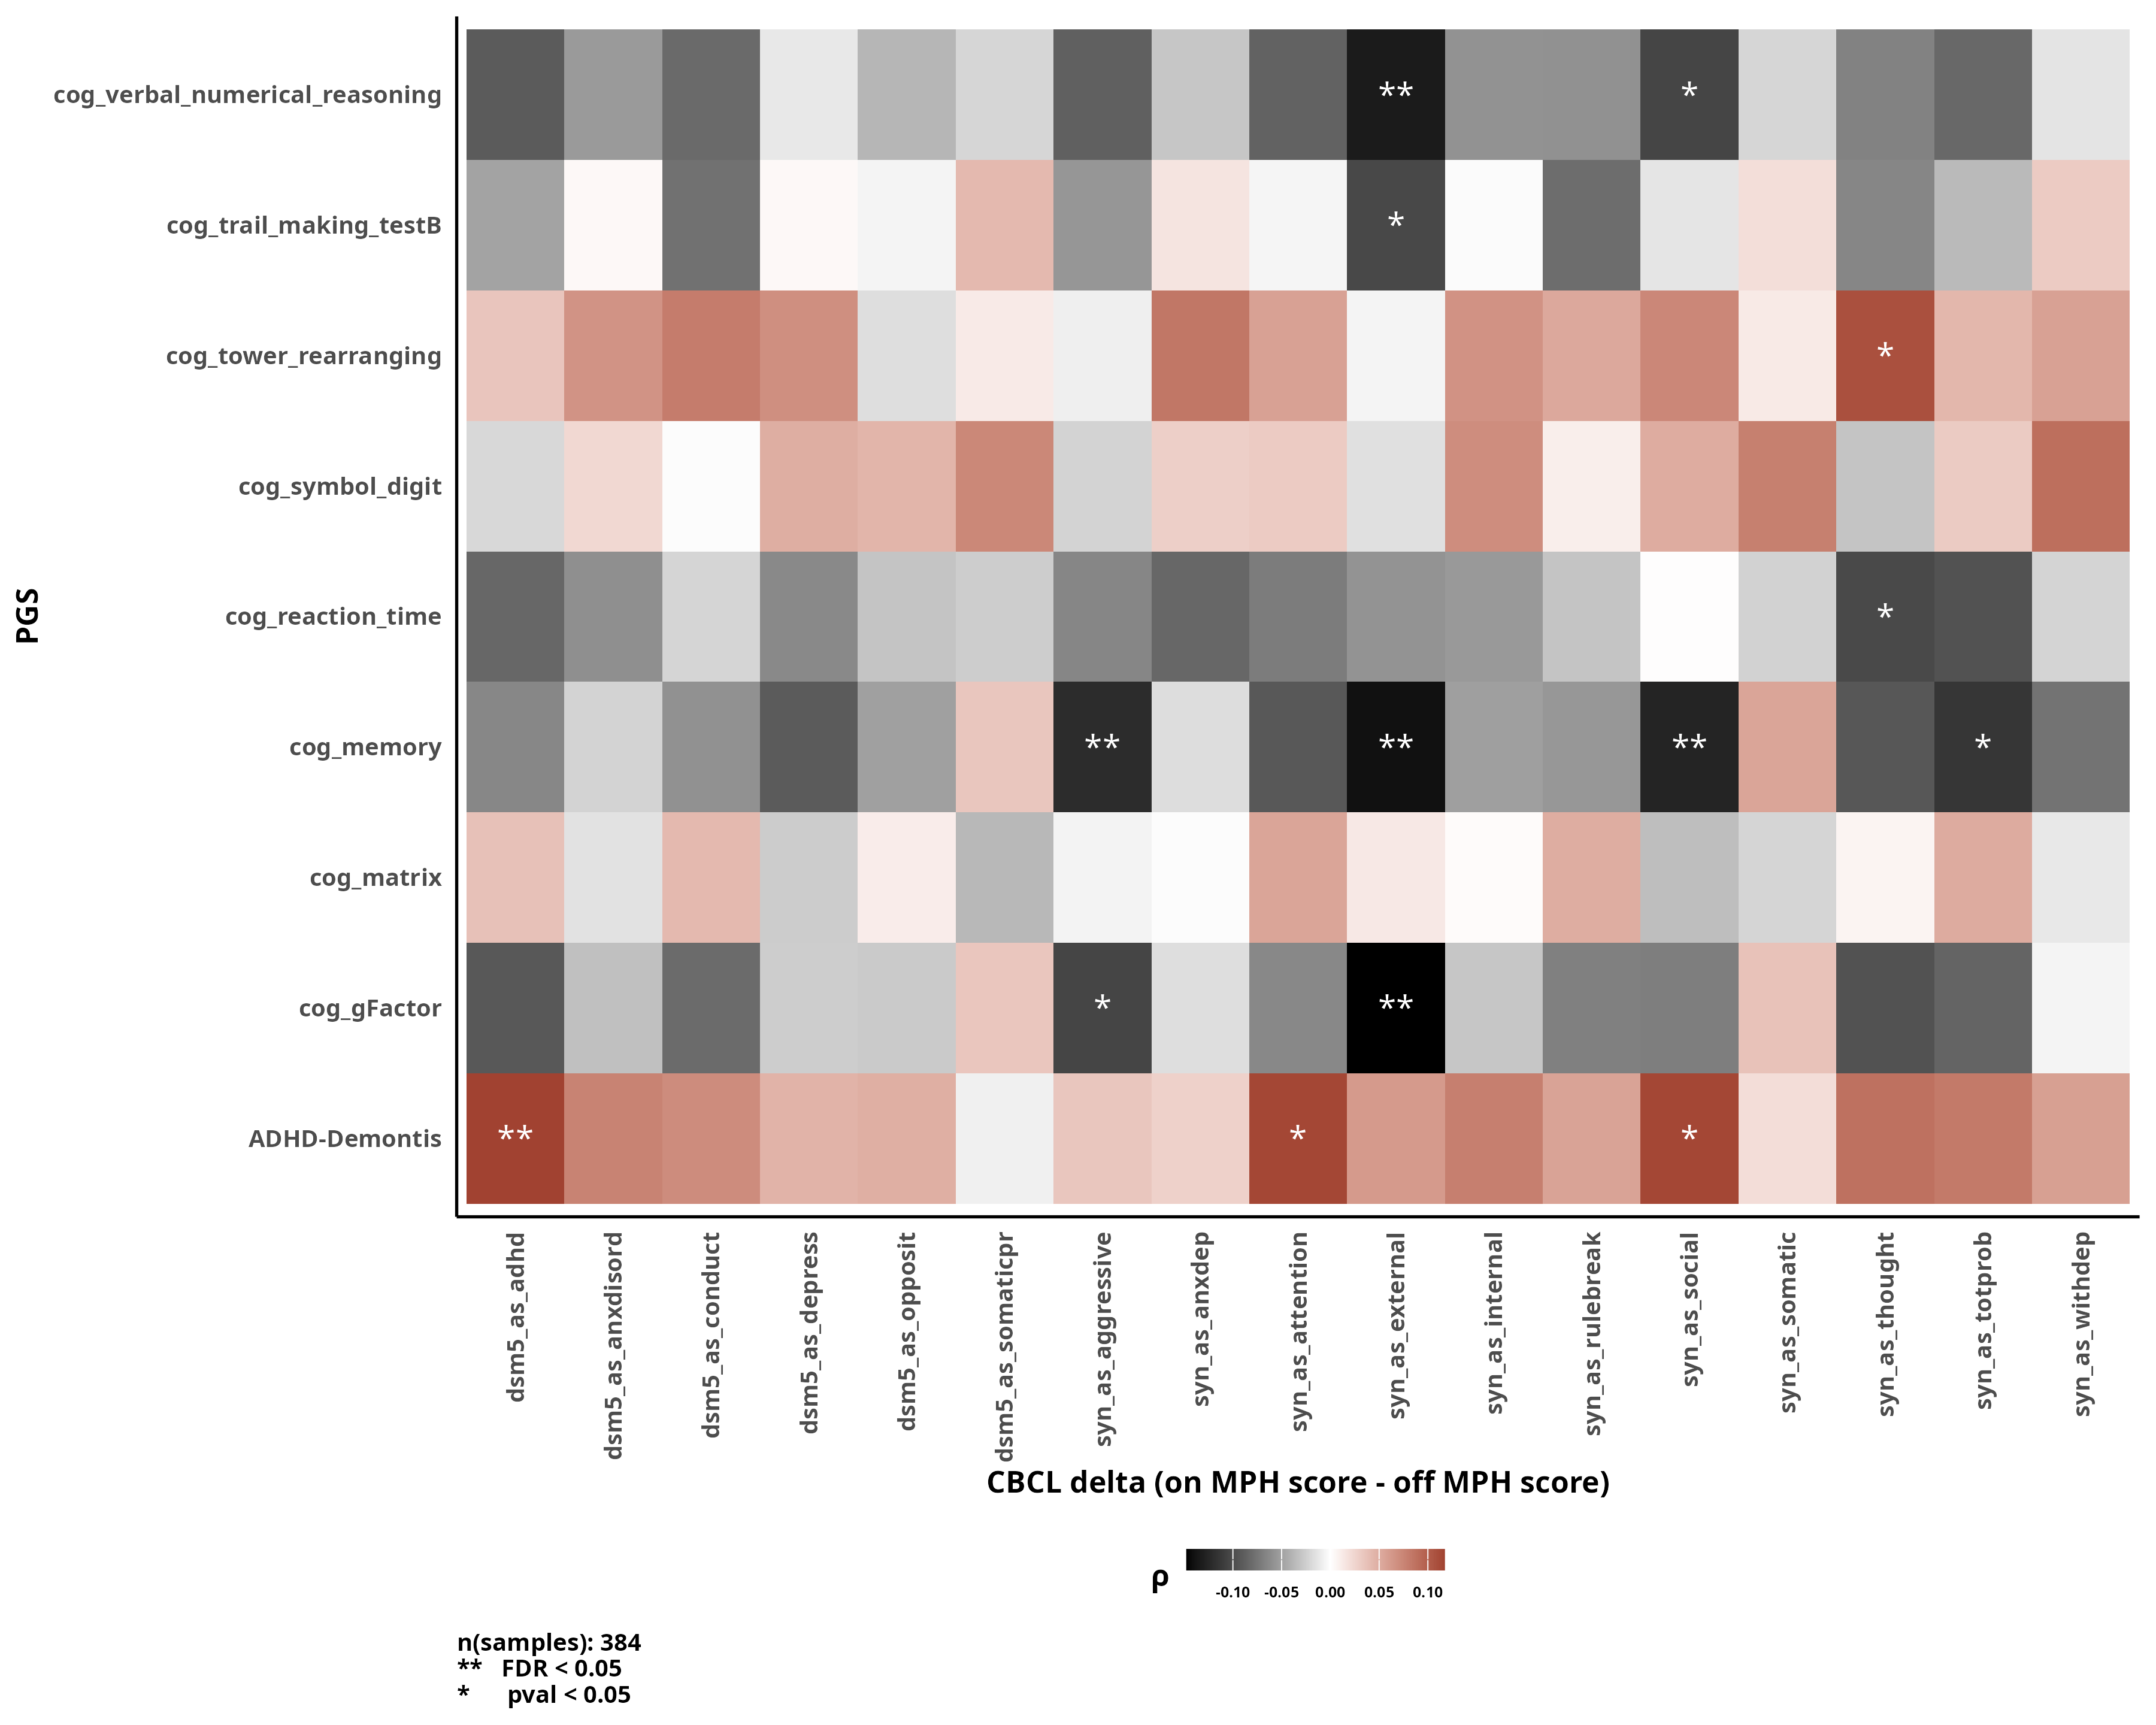 cog_verbal_numerical_reasoning
** *
cog_trail_making_testB
*
cog_tower_rearranging
*
cog_symbol_digit
PGS
cog_reaction_time
*
cog_memory
** ** ** *
cog_matrix
cog_gFactor
* **
ADHD-Demontis
** * *
dsm5_as_adhd
dsm5_as_anxdisord
dsm5_as_conduct
dsm5_as_depress
dsm5_as_opposit
dsm5_as_somaticpr
syn_as_aggressive
syn_as_anxdep
syn_as_attention
syn_as_external
syn_as_internal
syn_as_rulebreak
syn_as_social
syn_as_somatic
syn_as_thought
syn_as_totprob
syn_as_withdep
CBCL delta (on MPH score - off MPH score)
ρ
-0.10 -0.05 0.00 0.05 0.10
n(samples): 384
** FDR < 0.05
* pval < 0.05